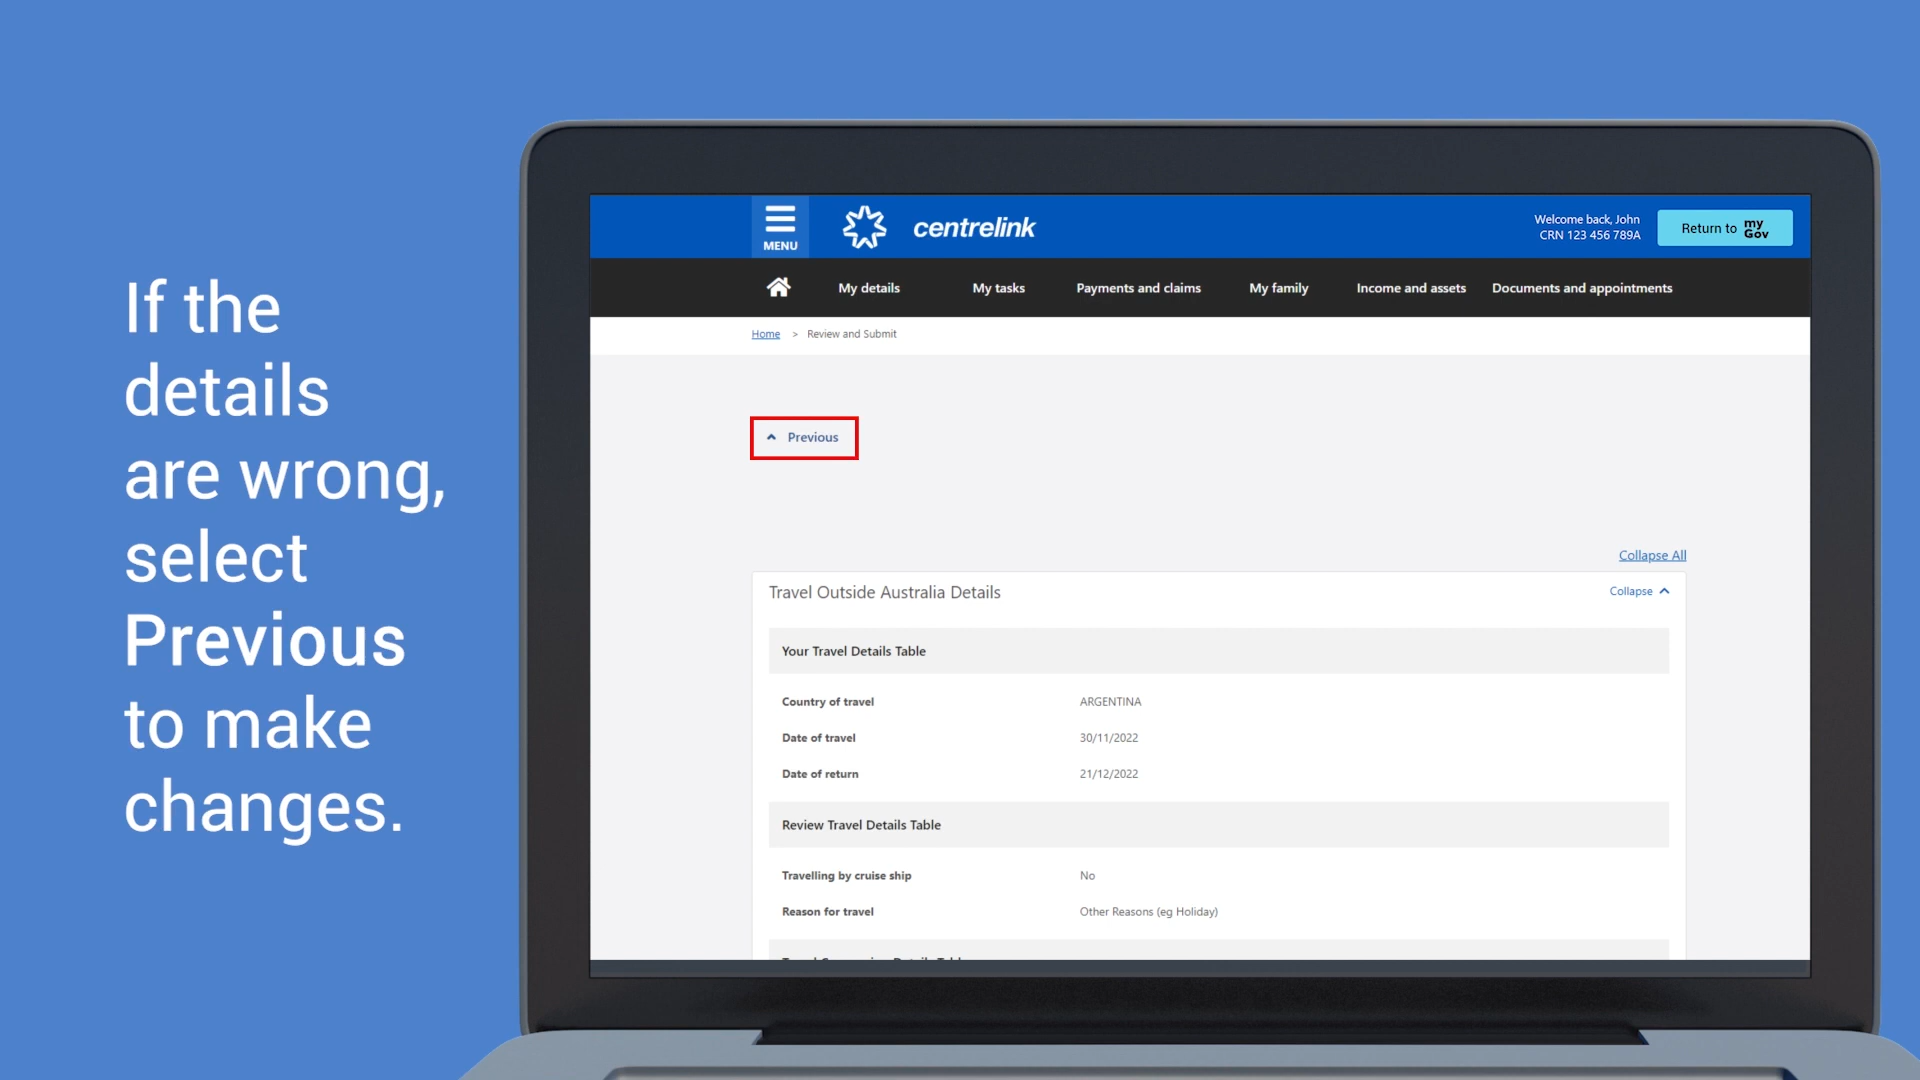 If the
details
are wrong,
select
Previous
to make
changes.
MENU
centrelink
Welcome back, John
CRN 123 456 789A
Return to my Gov
My details
My tasks
Payments and claims
My family
Income and assets
Documents and appointments
Home > Review and Submit
Previous
Collapse All
Travel Outside Australia Details
Collapse
Your Travel Details Table
Country of travel ARGENTINA
Date of travel 30/11/2022
Date of return 21/12/2022
Review Travel Details Table
Travelling by cruise ship No
Reason for travel Other Reasons (eg Holiday)